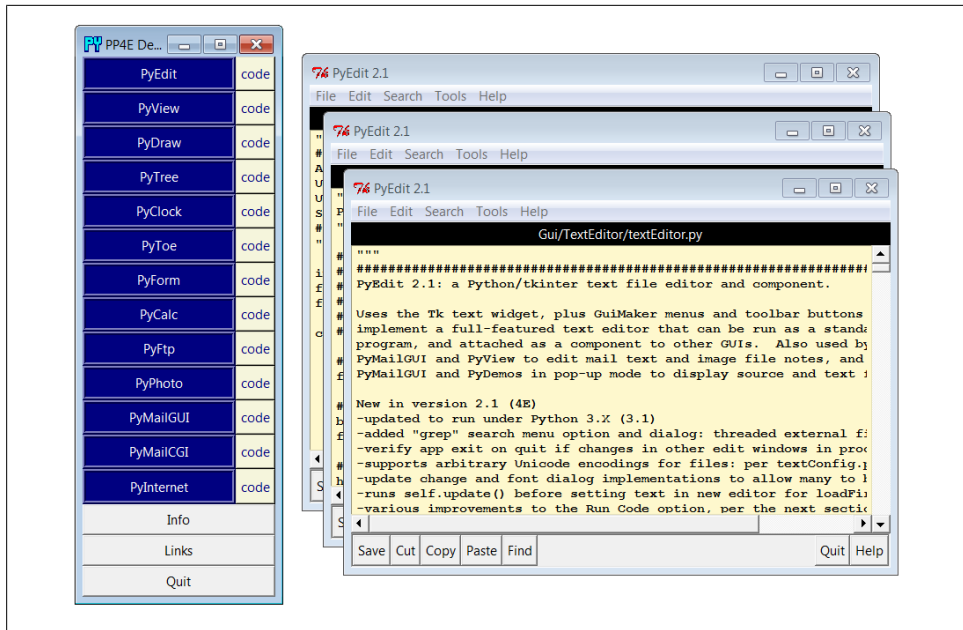 PP4E De...
PyEdit code
PyView code
PyDraw code
PyTree code
PyClock code
PyToe code
PyForm code
PyCalc code
PyFtp code
PyPhoto code
PyMailGUI code
PyMailCGI code
PyInternet code
Info
Links
Quit
PyEdit 2.1
File Edit Search Tools Help
PyEdit 2.1
File Edit Search Tools Help
PyEdit 2.1
File Edit Search Tools Help
Gui/TextEditor/textEditor.py
"""
##################################################################
PyEdit 2.1: a Python/tkinter text file editor and component.
Uses the Tk text widget, plus GuiMaker menus and toolbar buttons
implement a full-featured text editor that can be run as a standa
program, and attached as a component to other GUIs.  Also used by
PyMailGUI and PyView to edit mail text and image file notes, and
PyMailGUI and PyDemos in pop-up mode to display source and text
New in version 2.1 (4E)
-updated to run under Python 3.X (3.1)
-added "grep" search menu option and dialog: threaded external fi
-verify app exit on quit if changes in other edit windows in proc
-supports arbitrary Unicode encodings for files: per textConfig.p
-update change and font dialog implementations to allow many to
-runs self.update() before setting text in new editor for loadFir
-various improvements to the Run Code option, per the next sectio
Save Cut Copy Paste Find Quit Help